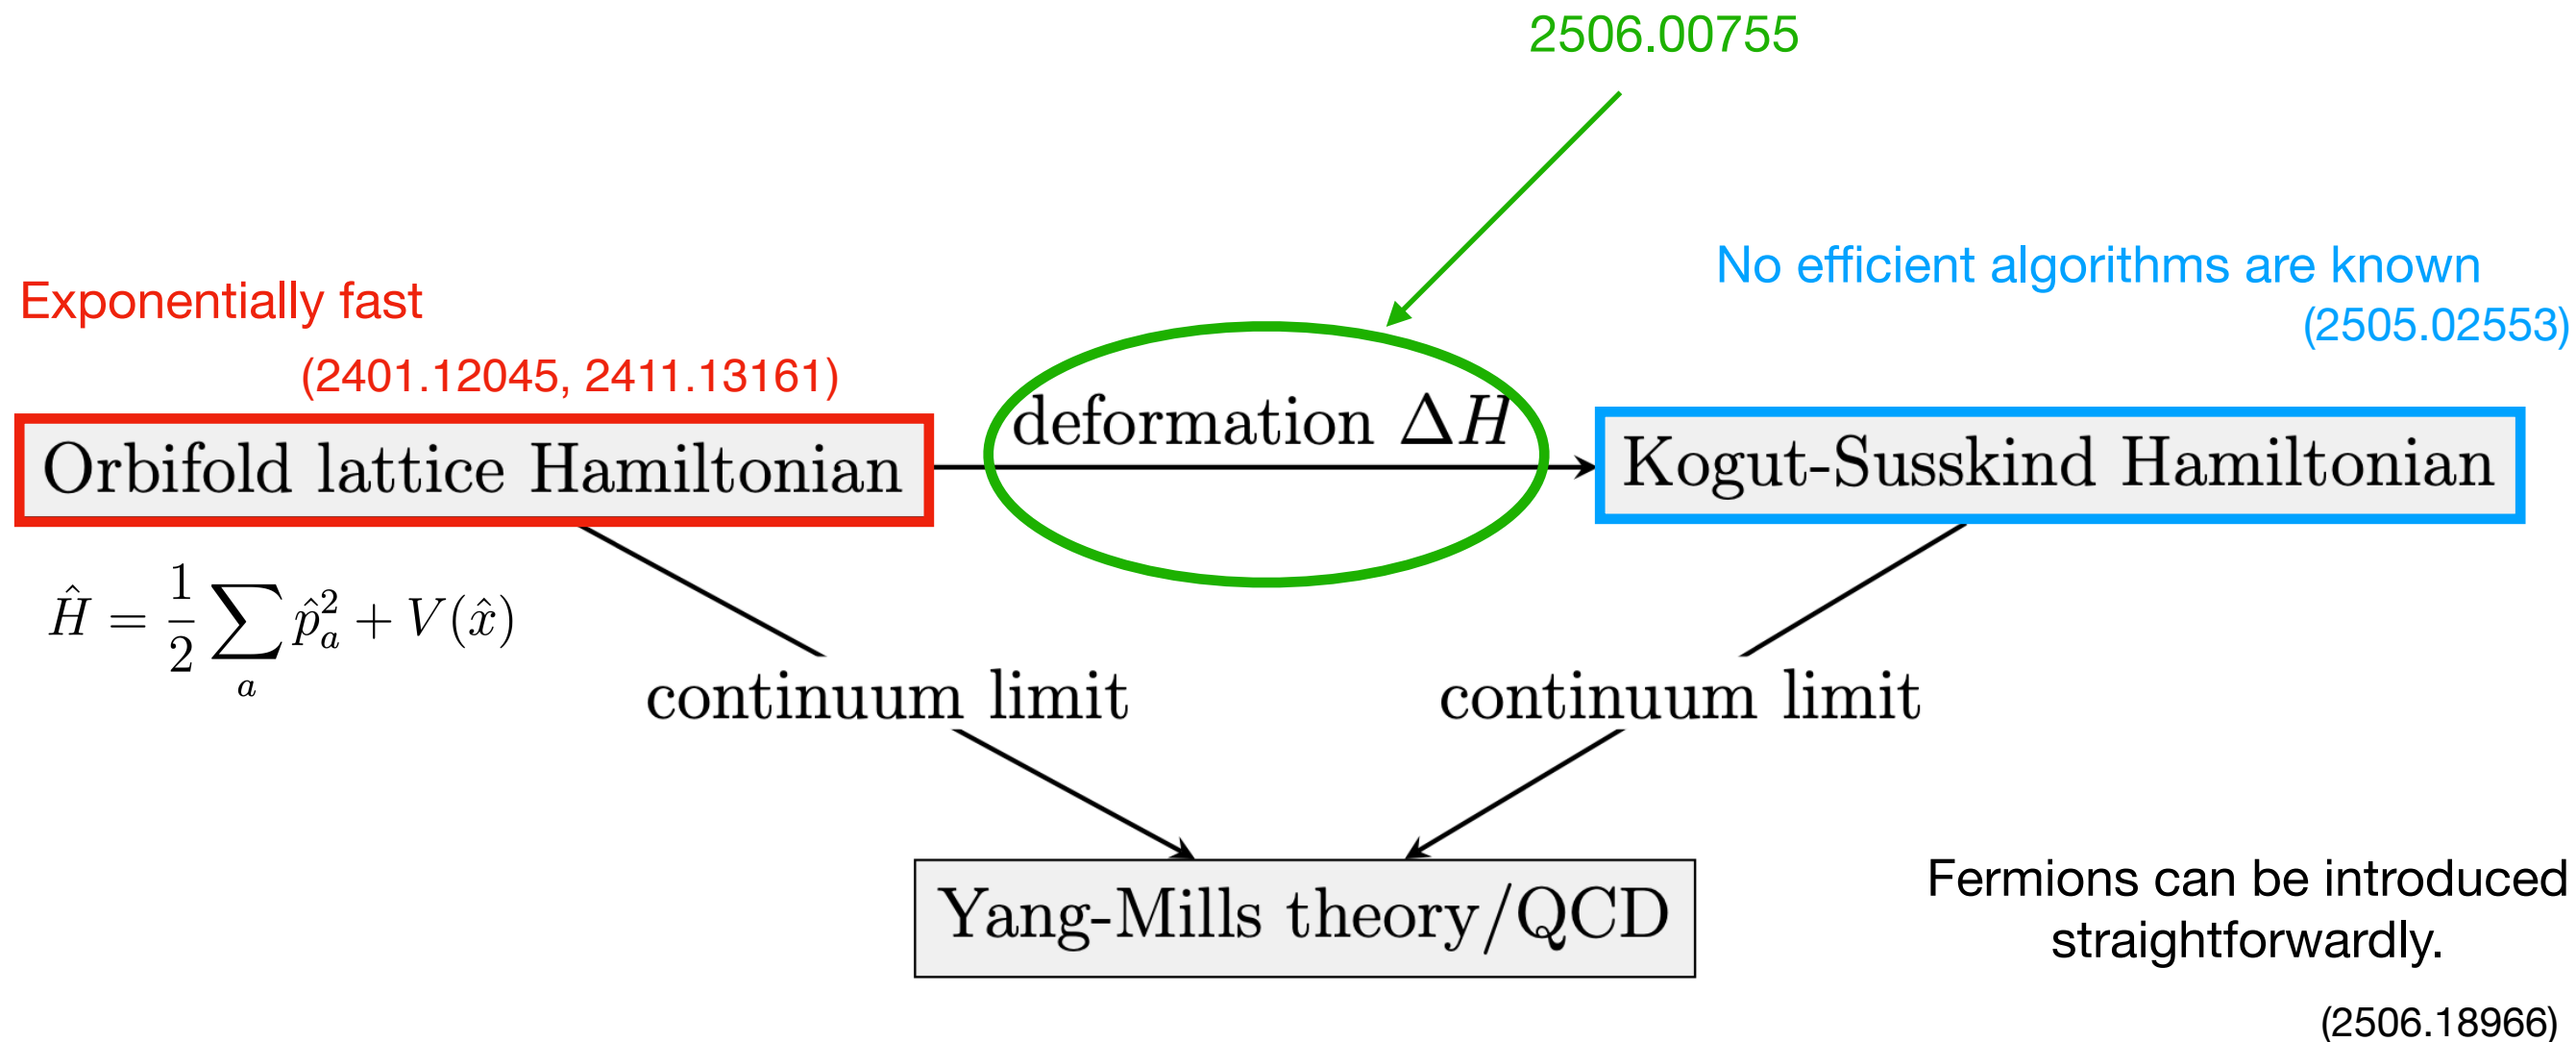 2506.00755
No efficient algorithms are known
(2505.02553)
Exponentially fast
(2401.12045, 2411.13161)
deformation ΔH
Orbifold lattice Hamiltonian
Kogut-Susskind Hamiltonian
Ĥ = 1/2 ∑_a p̂_a^2 + V(x̂)
continuum limit
continuum limit
Yang-Mills theory/QCD
Fermions can be introduced
straightforwardly.
(2506.18966)